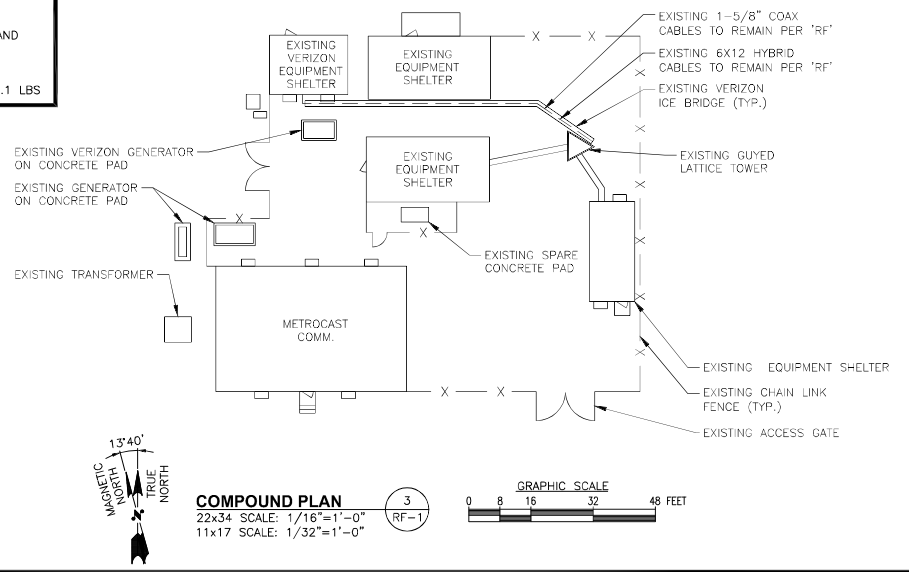 AND
.1 LBS
EXISTING
VERIZON
EQUIPMENT
SHELTER
EXISTING
EQUIPMENT
SHELTER
EXISTING 1-5/8" COAX
CABLES TO REMAIN PER 'RF'
EXISTING 6X12 HYBRID
CABLES TO REMAIN PER 'RF'
EXISTING VERIZON
ICE BRIDGE (TYP.)
EXISTING VERIZON GENERATOR
ON CONCRETE PAD
EXISTING
EQUIPMENT
SHELTER
EXISTING GUYED
LATTICE TOWER
EXISTING GENERATOR
ON CONCRETE PAD
EXISTING SPARE
CONCRETE PAD
EXISTING TRANSFORMER
METROCAST
COMM.
EXISTING EQUIPMENT SHELTER
EXISTING CHAIN LINK
FENCE (TYP.)
EXISTING ACCESS GATE
13°40'
MAGNETIC
NORTH
TRUE
NORTH
N
COMPOUND PLAN
22x34 SCALE: 1/16"=1'-0"
11x17 SCALE: 1/32"=1'-0"
3
RF-1
GRAPHIC SCALE
0 8 16 32 48 FEET